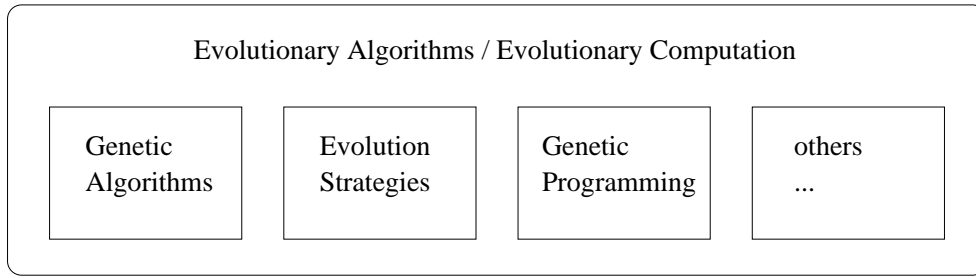 Evolutionary Algorithms / Evolutionary Computation
Genetic
Algorithms
Evolution
Strategies
Genetic
Programming
others
...